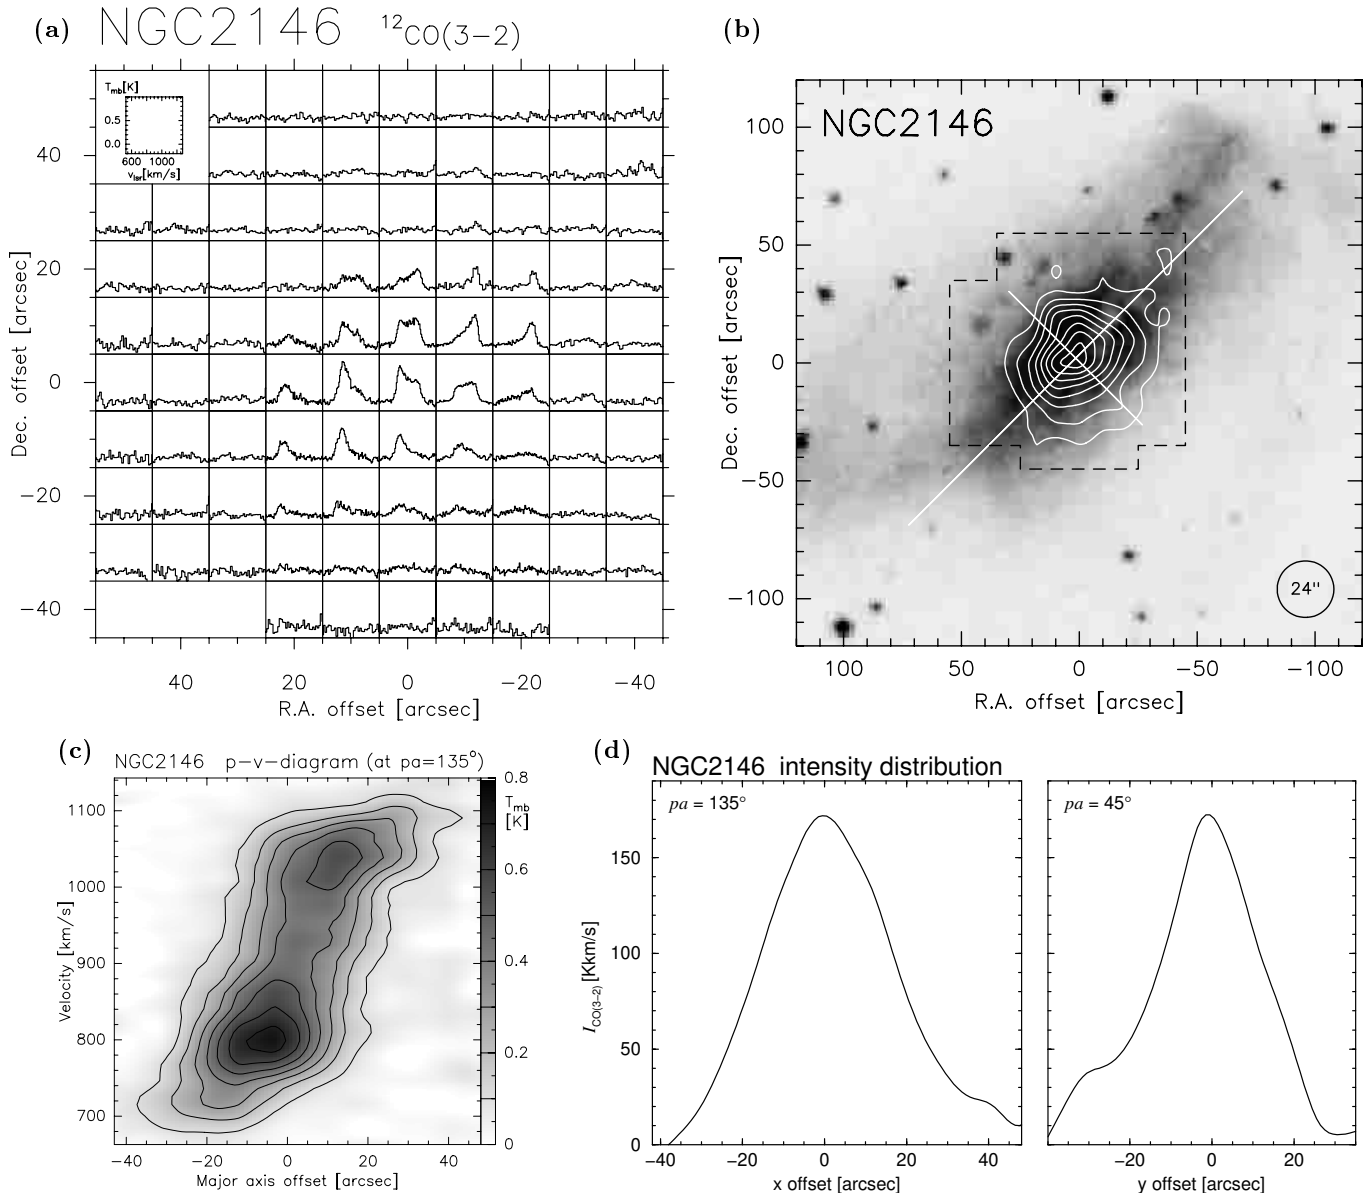 (a) NGC2146 ¹²CO(3−2)
T_mb[K]
0.5
0.0
600 1000
v_lsr[km/s]
40
20
0
−20
−40
Dec. offset [arcsec]
40 20 0 −20 −40
R.A. offset [arcsec]
(b)
NGC2146
100
50
0
−50
−100
Dec. offset [arcsec]
24"
100 50 0 −50 −100
R.A. offset [arcsec]
(c)
NGC2146 p−v−diagram (at pa=135°)
1100
1000
900
800
700
Velocity [km/s]
0.8
T_mb
[K]
0.6
0.4
0.2
0
−40 −20 0 20 40
Major axis offset [arcsec]
(d)
NGC2146 intensity distribution
pa = 135°
150
100
50
0
I_CO(3−2) [Kkm/s]
−40 −20 0 20 40
x offset [arcsec]
pa = 45°
−20 0 20
y offset [arcsec]